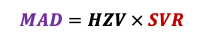 MAD = HZV × SVR